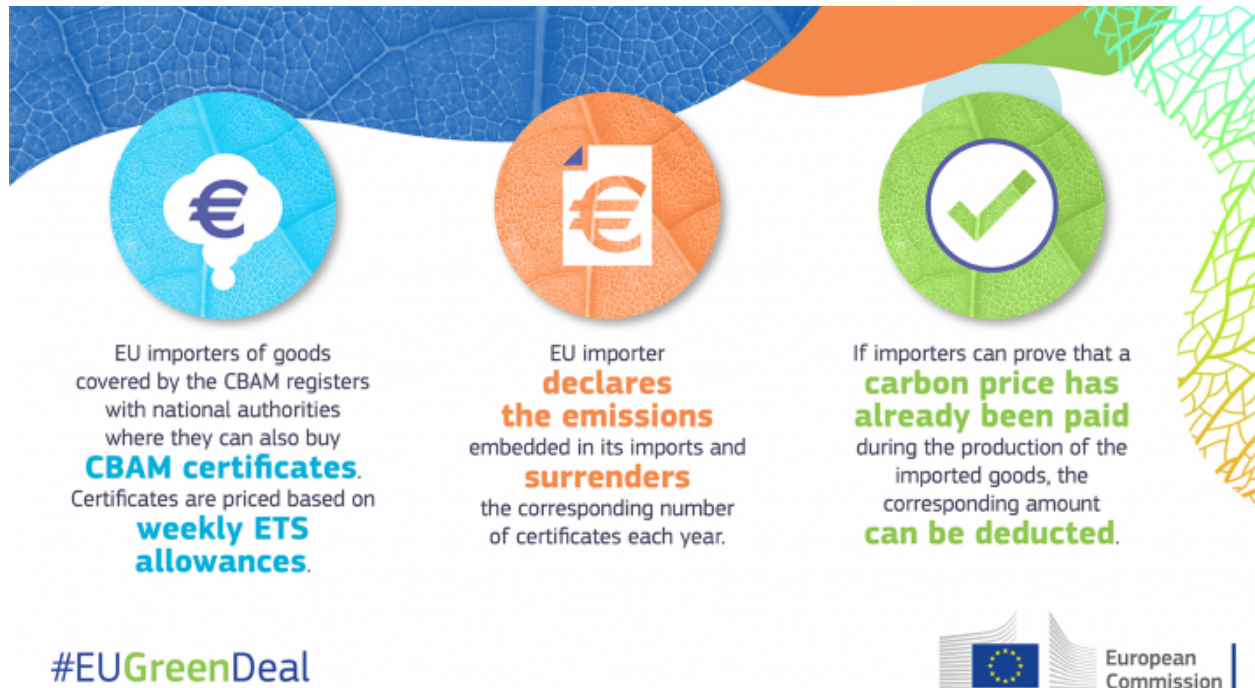 €
€
EU importers of goods
covered by the CBAM registers
with national authorities
where they can also buy
CBAM certificates.
Certificates are priced based on
weekly ETS
allowances.
EU importer
declares
the emissions
embedded in its imports and
surrenders
the corresponding number
of certificates each year.
If importers can prove that a
carbon price has
already been paid
during the production of the
imported goods, the
corresponding amount
can be deducted.
#EUGreenDeal
European
Commission